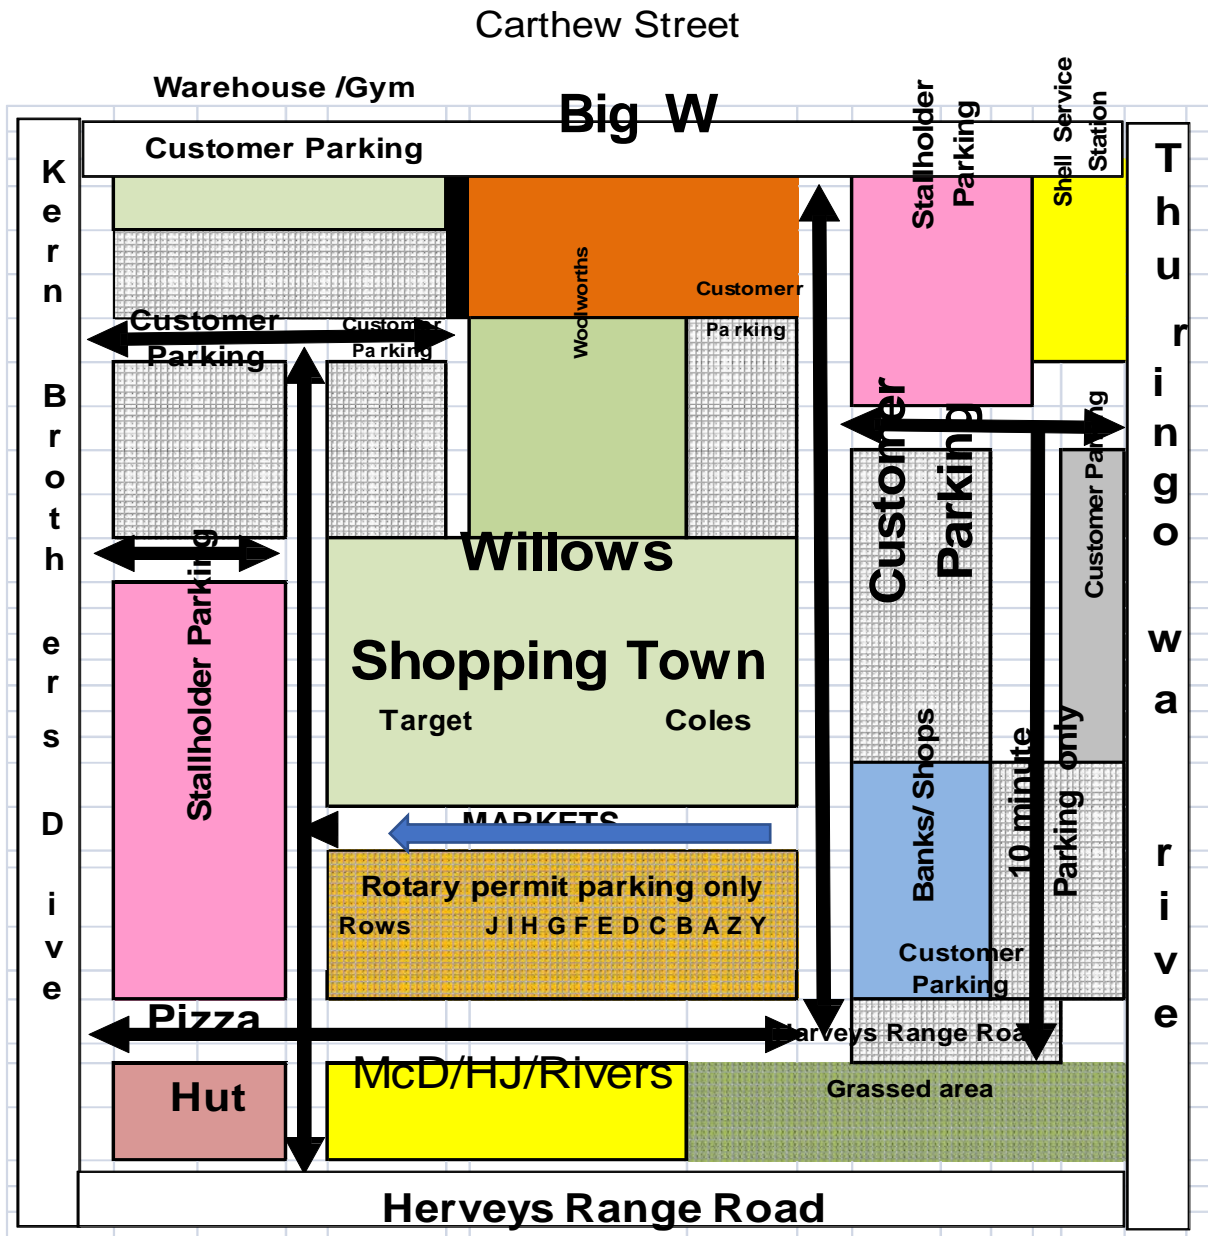 Carthew Street
Warehouse /Gym
Big W
Customer Parking
Stallholder
Parking
Shell Service
Station
Kern Brothers Drive
Thuringowa Drive
Woolworths
Customerr
Parking
Customer
Parking
Customer
Parking
Customer
Parking
Customer Parking
Stallholder Parking
Willows
Shopping Town
Target Coles
MARKETS
Rotary permit parking only
Rows J I H G F E D C B A Z Y
Banks/ Shops
10 minute
Parking only
Customer
Parking
Harveys Range Road
Pizza
Hut
McD/HJ/Rivers
Grassed area
Herveys Range Road